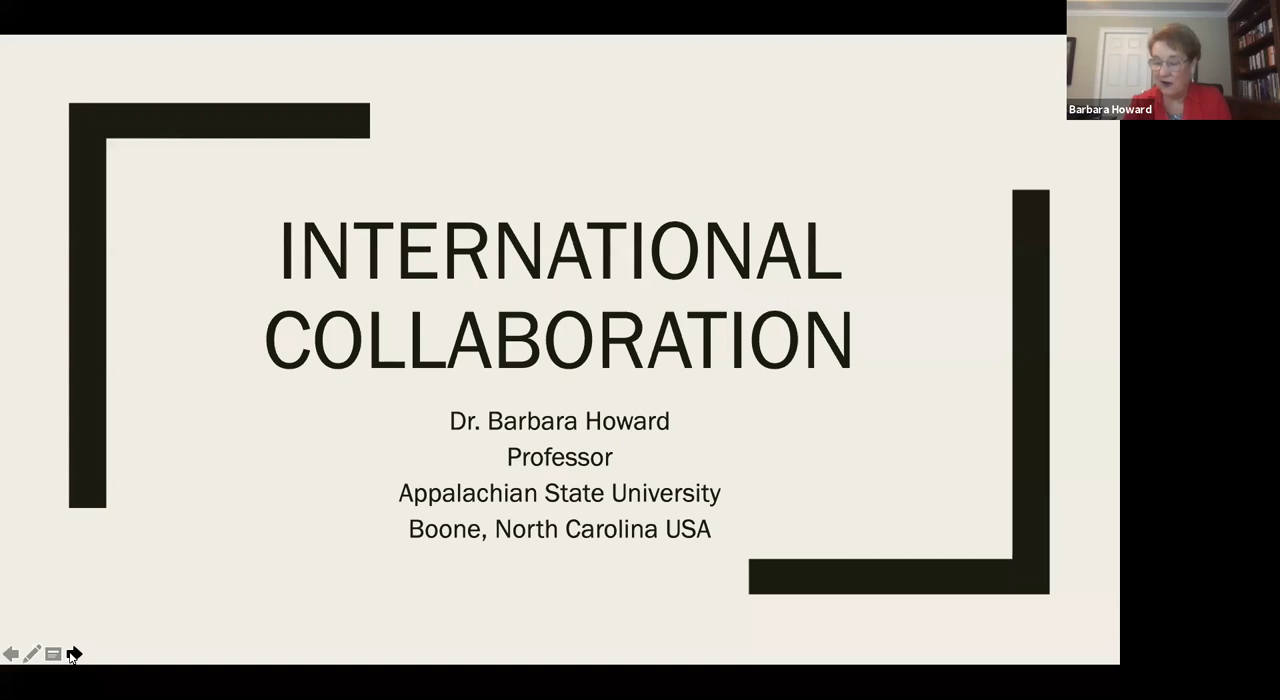 Barbara Howard
INTERNATIONAL
COLLABORATION
Dr. Barbara Howard
Professor
Appalachian State University
Boone, North Carolina USA